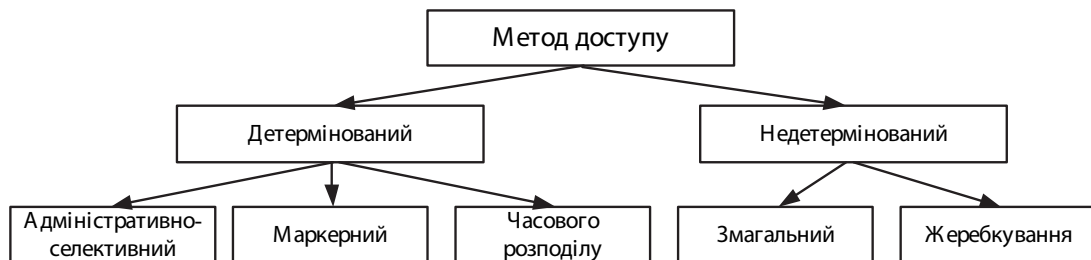 Метод доступу
Детермінований
Недетермінований
Адміністративно-
селективний
Маркерний
Часового
розподілу
Змагальний
Жеребкування